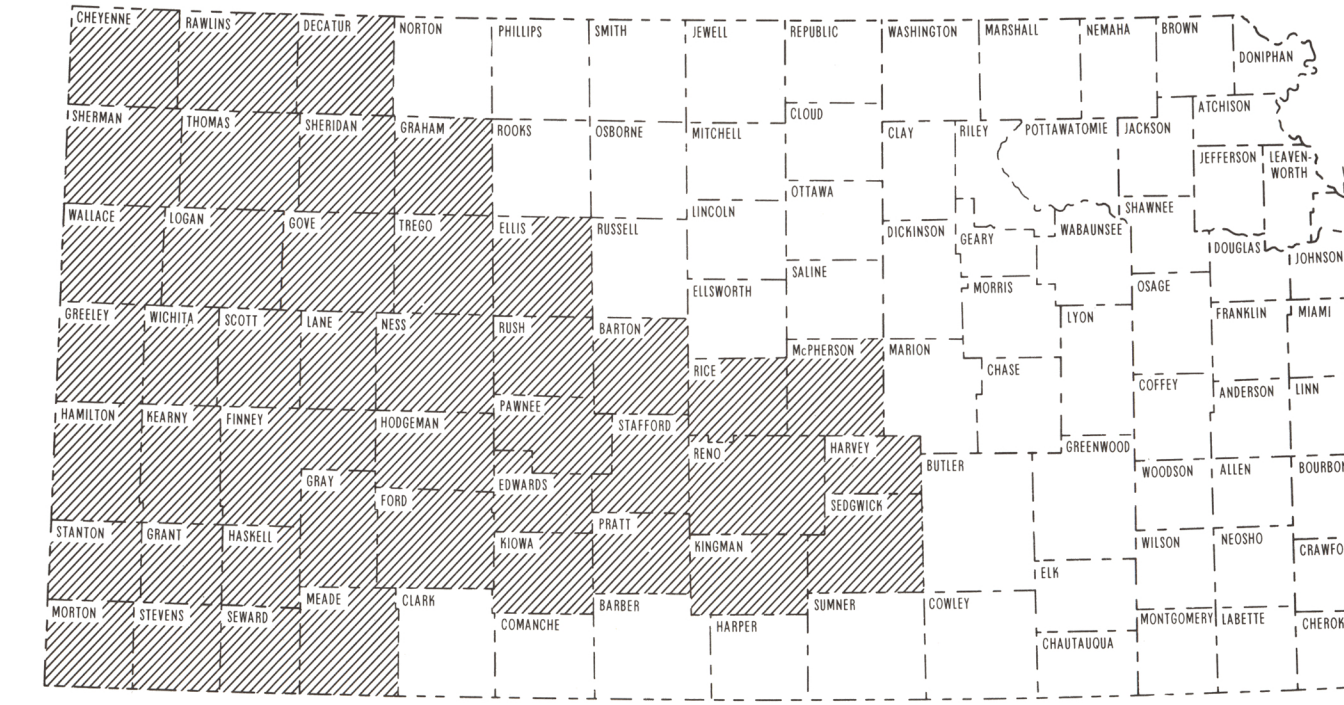 CHEYENNE
RAWLINS
DECATUR
NORTON
PHILLIPS
SMITH
JEWELL
REPUBLIC
WASHINGTON
MARSHALL
NEMAHA
BROWN
DONIPHAN
ATCHISON
SHERMAN
THOMAS
SHERIDAN
GRAHAM
ROOKS
OSBORNE
MITCHELL
CLOUD
CLAY
RILEY
POTTAWATOMIE
JACKSON
JEFFERSON
LEAVEN-
WORTH
WALLACE
LOGAN
GOVE
TREGO
ELLIS
RUSSELL
LINCOLN
OTTAWA
DICKINSON
GEARY
WABAUNSEE
SHAWNEE
DOUGLAS
JOHNSON
GREELEY
WICHITA
SCOTT
LANE
NESS
RUSH
BARTON
ELLSWORTH
SALINE
MORRIS
LYON
OSAGE
FRANKLIN
MIAMI
RICE
McPHERSON
MARION
CHASE
COFFEY
ANDERSON
LINN
HAMILTON
KEARNY
FINNEY
HODGEMAN
PAWNEE
STAFFORD
RENO
HARVEY
BUTLER
GREENWOOD
WOODSON
ALLEN
BOURBO
GRAY
FORD
EDWARDS
SEDGWICK
STANTON
GRANT
HASKELL
KIOWA
PRATT
KINGMAN
ELK
WILSON
NEOSHO
CRAWFO
MORTON
STEVENS
SEWARD
MEADE
CLARK
COMANCHE
BARBER
HARPER
SUMNER
COWLEY
CHAUTAUQUA
MONTGOMERY
LABETTE
CHEROK